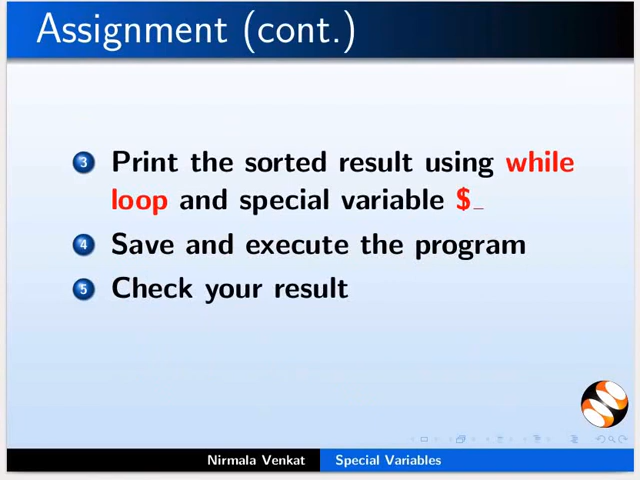 Assignment (cont.)
3 Print the sorted result using while
loop and special variable $_
4 Save and execute the program
5 Check your result
Nirmala Venkat Special Variables